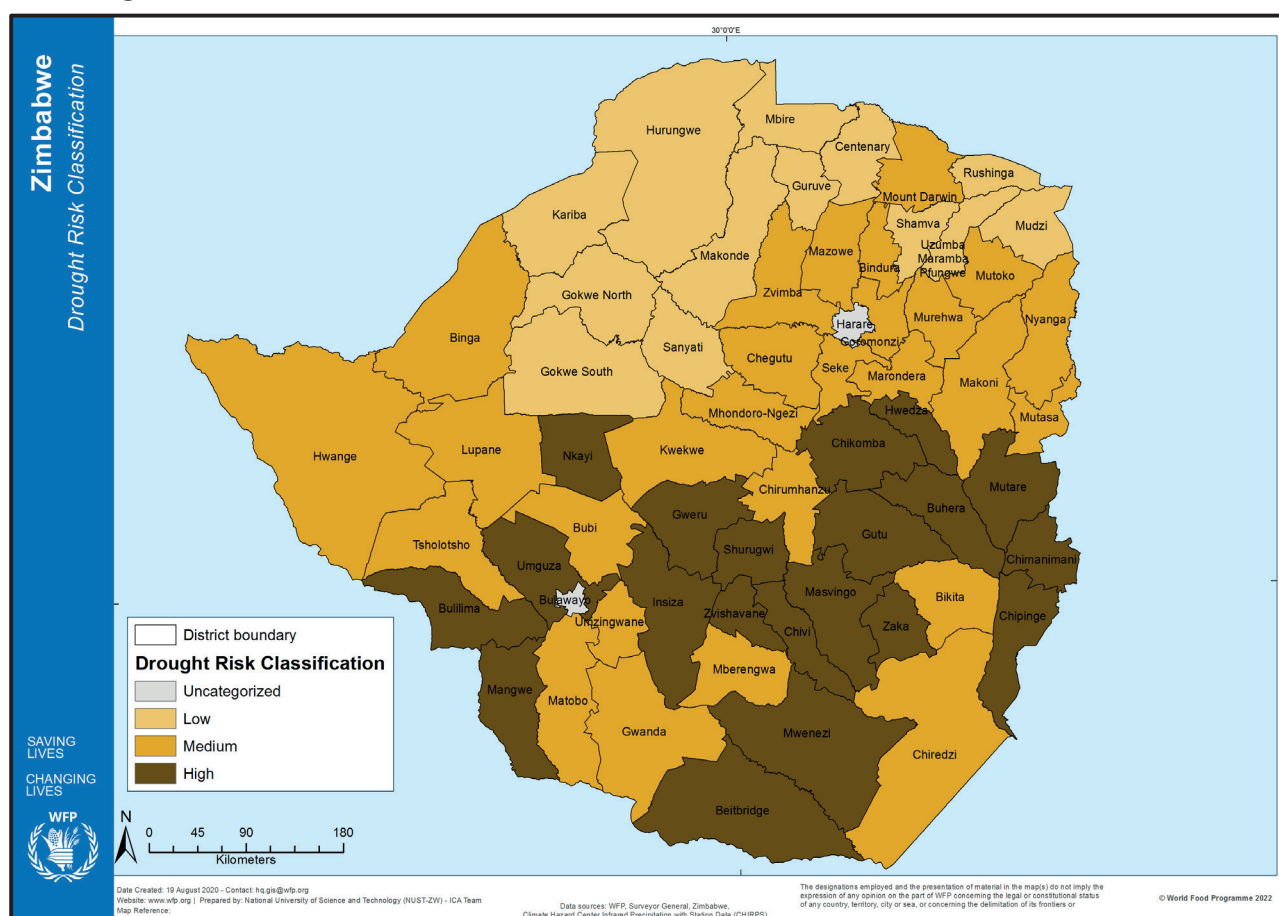 Zimbabwe
Drought Risk Classification
30°0'0"E
Hurungwe
Mbire
Centenary
Guruve
Rushinga
Mount Darwin
Kariba
Shamva
Mudzi
Uzumba
Maramba
Pfungwe
Makonde
Mazowe
Bindura
Mutoko
Zvimba
Gokwe North
Harare
Murehwa
Nyanga
Binga
Sanyati
Goromonzi
Chegutu
Seke
Gokwe South
Marondera
Makoni
Mhondoro-Ngezi
Hwedza
Mutasa
Chikomba
Hwange
Lupane
Nkayi
Kwekwe
Mutare
Chirumhanzu
Buhera
Gweru
Bubi
Gutu
Tsholotsho
Shurugwi
Chimanimani
Umguza
Masvingo
Bikita
Bulawayo
Insiza
Bulilima
Zvishavane
Chipinge
Umzingwane
Zaka
Chivi
Mberengwa
Mangwe
Matobo
Gwanda
Mwenezi
Chiredzi
Beitbridge
District boundary
Drought Risk Classification
Uncategorized
Low
Medium
High
SAVING
LIVES
CHANGING
LIVES
WFP
N
0 45 90 180
Kilometers
Date Created: 19 August 2020 - Contact: hq.gis@wfp.org
Website: www.wfp.org | Prepared by: National University of Science and Technology (NUST-ZW) - ICA Team
Map Reference:
Data sources: WFP, Surveyor General, Zimbabwe,
Climate Hazard Center Infrared Precipitation with Station Data (CHIRPS)
The designations employed and the presentation of material in the map(s) do not imply the
expression of any opinion on the part of WFP concerning the legal or constitutional status
of any country, territory, city or sea, or concerning the delimitation of its frontiers or
© World Food Programme 2022